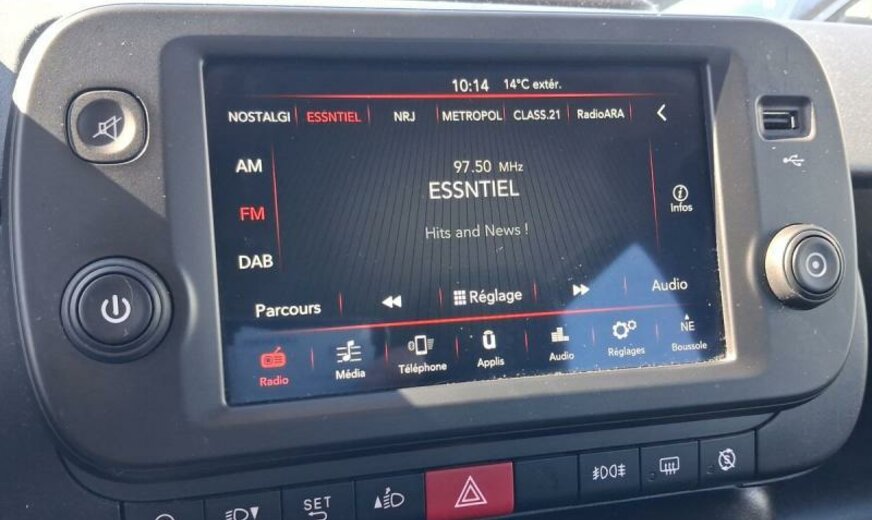 10:14 14°C extér.
NOSTALGI ESSNTIEL NRJ METROPOL CLASS.21 RadioARA
AM
97.50 MHz
ESSNTIEL
FM
Infos
Hits and News !
DAB
Parcours Réglage Audio
Radio Média Téléphone Applis Audio Réglages NE Boussole
SET